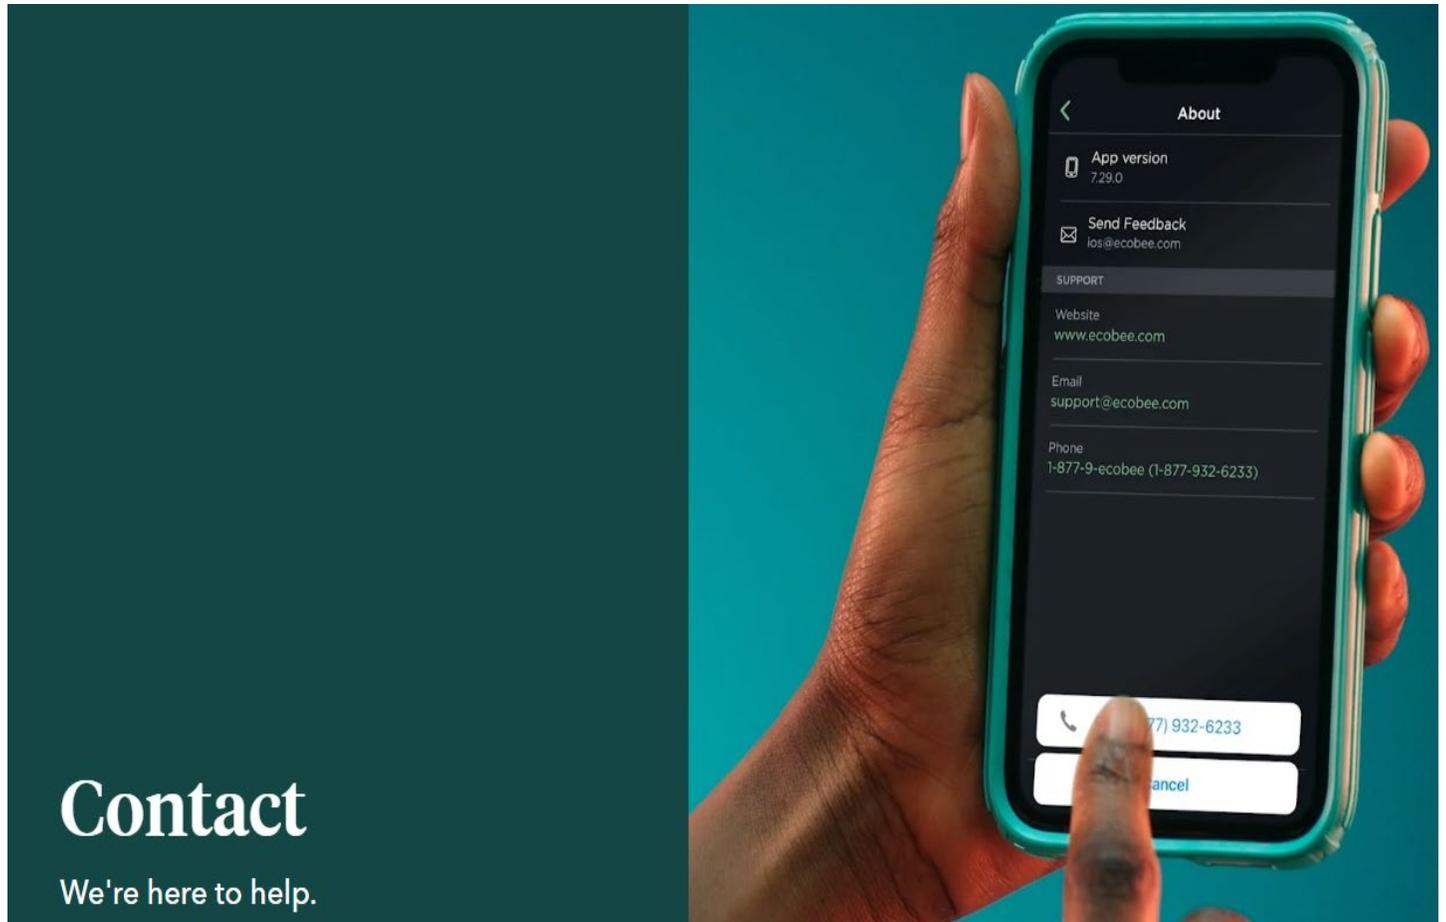 Contact
We're here to help.
About
App version
7.29.0
Send Feedback
ios@ecobee.com
SUPPORT
Website
www.ecobee.com
Email
support@ecobee.com
Phone
1-877-9-ecobee (1-877-932-6233)
77) 932-6233
ancel